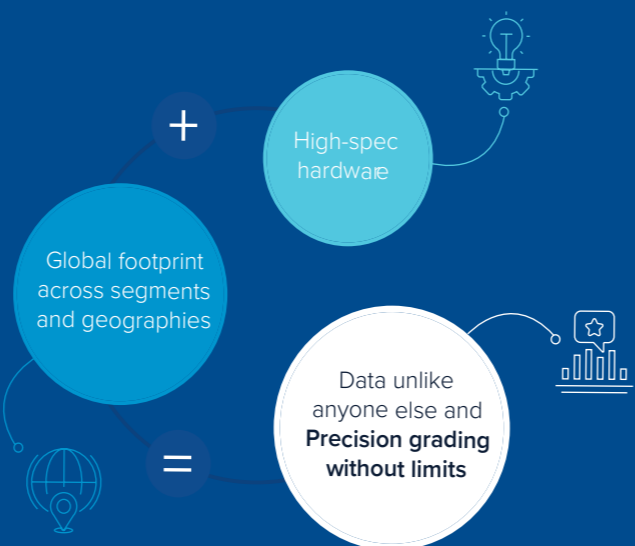 Global footprint
across segments
and geographies
+
High-spec
hardware
=
Data unlike
anyone else and
Precision grading
without limits